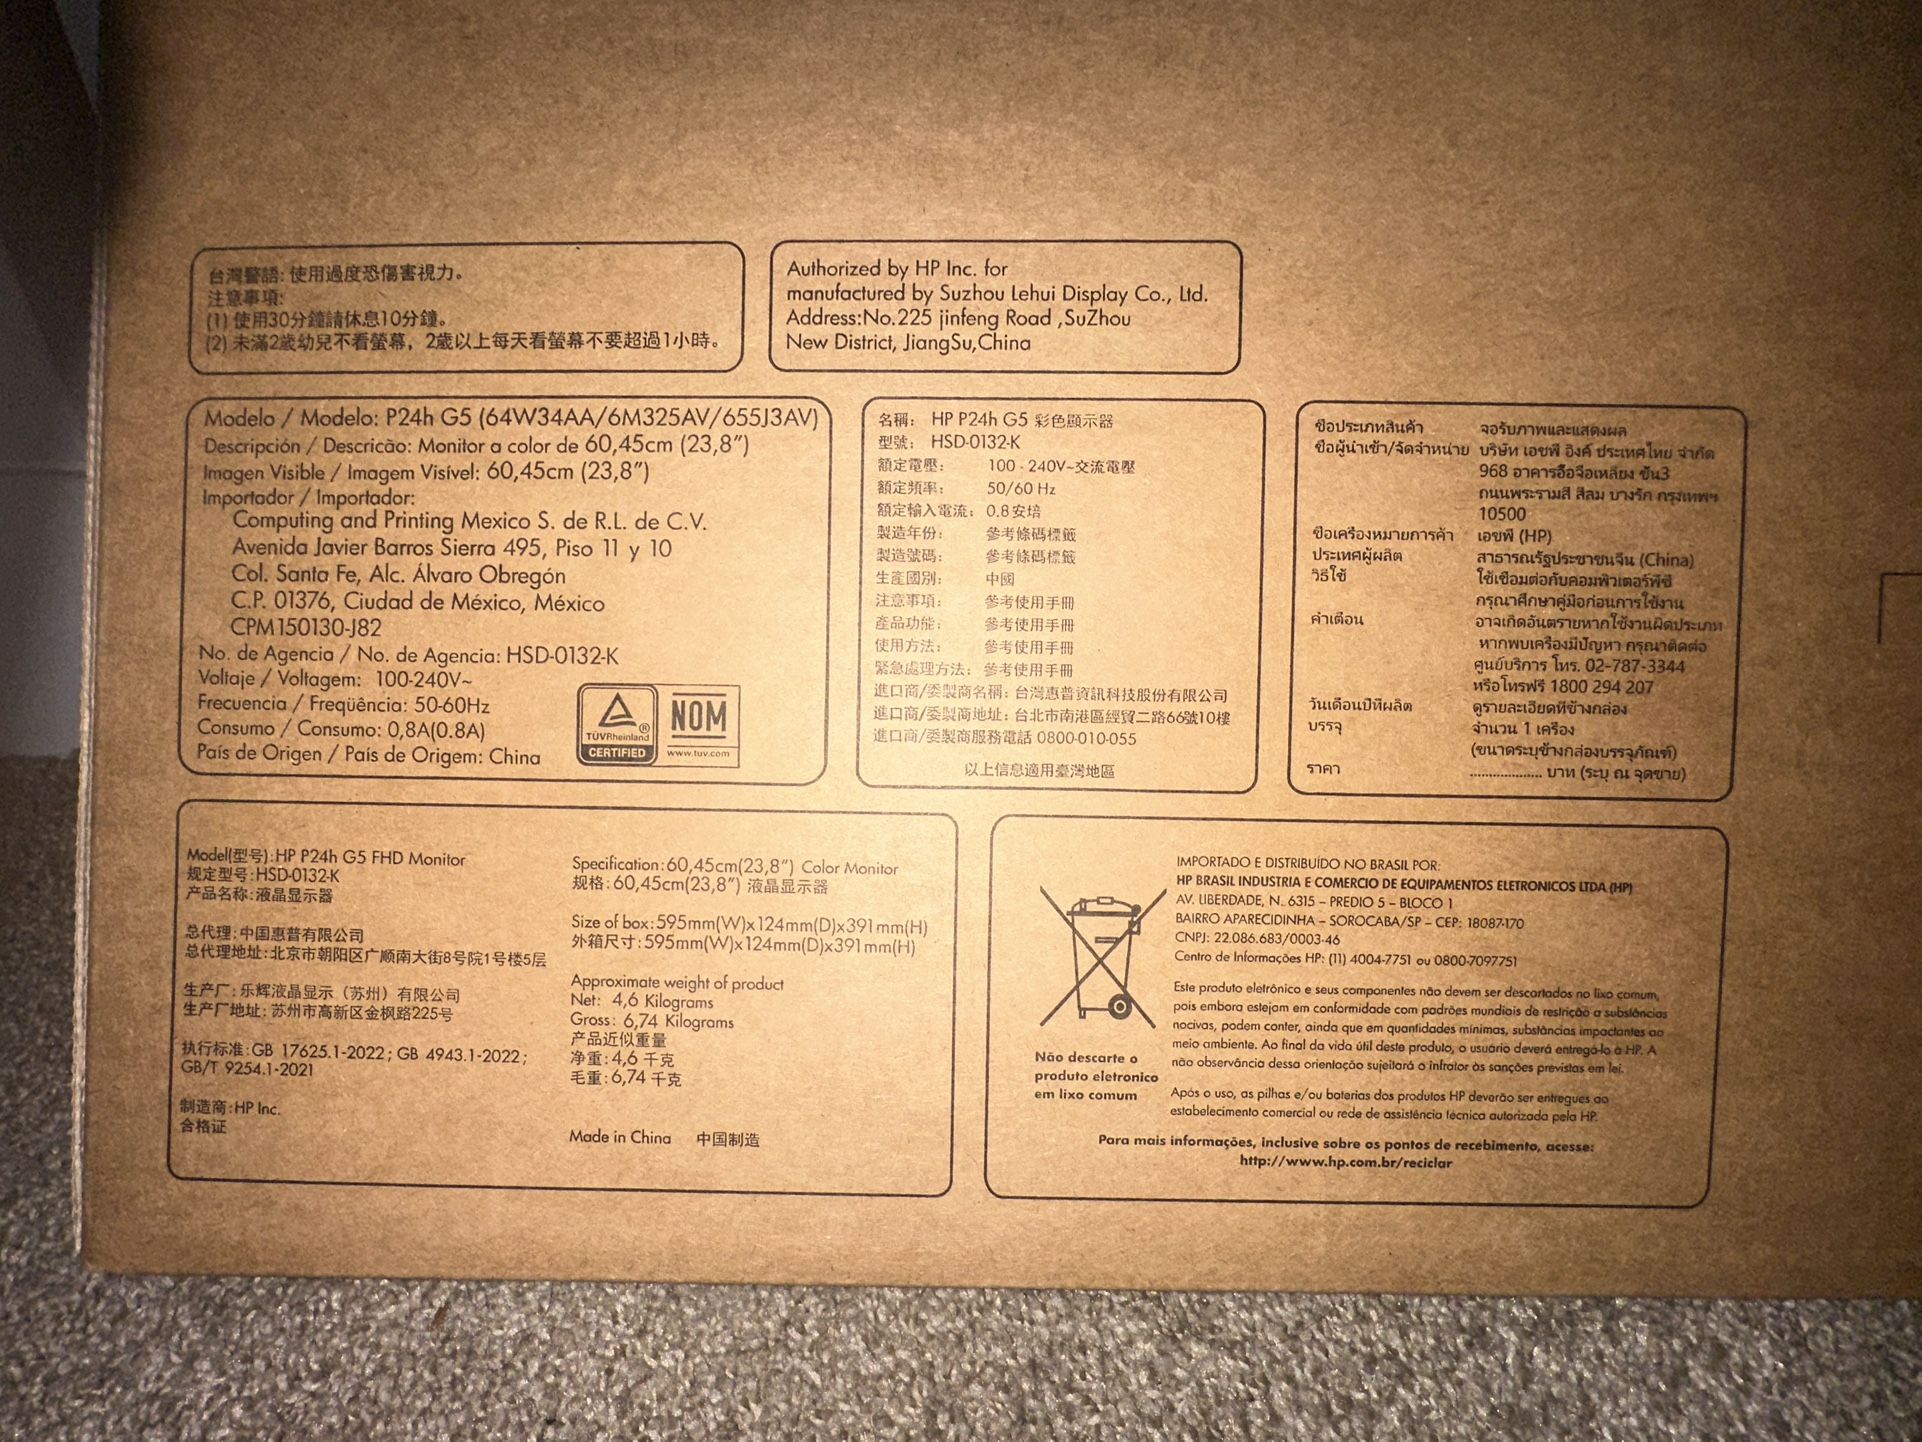 台灣警語: 使用過度恐傷害視力。
注意事項:
(1) 使用30分鐘請休息10分鐘。
(2) 未滿2歲幼兒不看螢幕，2歲以上每天看螢幕不要超過1小時。
Authorized by HP Inc. for
manufactured by Suzhou Lehui Display Co., Ltd.
Address:No.225 jinfeng Road ,SuZhou
New District, JiangSu,China
Modelo / Modelo: P24h G5 (64W34AA/6M325AV/655J3AV)
Descripción / Descricão: Monitor a color de 60,45cm (23,8")
Imagen Visible / Imagem Visível: 60,45cm (23,8")
Importador / Importador:
Computing and Printing Mexico S. de R.L. de C.V.
Avenida Javier Barros Sierra 495, Piso 11 y 10
Col. Santa Fe, Alc. Álvaro Obregón
C.P. 01376, Ciudad de México, México
CPM150130-J82
No. de Agencia / No. de Agencia: HSD-0132-K
Voltaje / Voltagem: 100-240V~
Frecuencia / Freqüência: 50-60Hz
Consumo / Consumo: 0,8A(0.8A)
País de Origen / País de Origem: China
TÜVRheinland ®
CERTIFIED
NOM
www.tuv.com
名稱： HP P24h G5 彩色顯示器
型號： HSD-0132-K
額定電壓： 100 - 240V~交流電壓
額定頻率： 50/60 Hz
額定輸入電流： 0.8安培
製造年份： 參考條碼標籤
製造號碼： 參考條碼標籤
生產國別： 中國
注意事項： 參考使用手冊
產品功能： 參考使用手冊
使用方法： 參考使用手冊
緊急處理方法： 參考使用手冊
進口商/委製商名稱：台灣惠普資訊科技股份有限公司
進口商/委製商地址：台北市南港區經貿二路66號10樓
進口商/委製商服務電話 0800-010-055
以上信息適用臺灣地區
ชื่อประเภทสินค้า จอรับภาพและแสดงผล
ชื่อผู้นำเข้า/จัดจำหน่าย บริษัท เอชพี อิงค์ ประเทศไทย จำกัด
968 อาคารอื้อจือเหลียง ชั้น3
ถนนพระรามสี่ สีลม บางรัก กรุงเทพฯ
10500
ชื่อเครื่องหมายการค้า เอชพี (HP)
ประเทศผู้ผลิต สาธารณรัฐประชาชนจีน (China)
วิธีใช้ ใช้เชื่อมต่อกับคอมพิวเตอร์พีซี
กรุณาศึกษาคู่มือก่อนการใช้งาน
คำเตือน อาจเกิดอันตรายหากใช้งานผิดประเภท
หากพบเครื่องมีปัญหา กรุณาติดต่อ
ศูนย์บริการ โทร. 02-787-3344
หรือโทรฟรี 1800 294 207
วันเดือนปีที่ผลิต ดูรายละเอียดที่ข้างกล่อง
บรรจุ จำนวน 1 เครื่อง
(ขนาดระบุข้างกล่องบรรจุภัณฑ์)
ราคา ................... บาท (ระบุ ณ จุดขาย)
Model(型号):HP P24h G5 FHD Monitor
规定型号:HSD-0132-K
产品名称:液晶显示器
总代理:中国惠普有限公司
总代理地址:北京市朝阳区广顺南大街8号院1号楼5层
生产厂:乐辉液晶显示（苏州）有限公司
生产厂地址:苏州市高新区金枫路225号
执行标准:GB 17625.1-2022; GB 4943.1-2022;
GB/T 9254.1-2021
制造商:HP Inc.
合格证
Specification:60,45cm(23,8") Color Monitor
规格:60,45cm(23,8") 液晶显示器
Size of box:595mm(W)x124mm(D)x391mm(H)
外箱尺寸:595mm(W)x124mm(D)x391mm(H)
Approximate weight of product
Net: 4,6 Kilograms
Gross: 6,74 Kilograms
产品近似重量
净重:4,6 千克
毛重:6,74 千克
Made in China 中国制造
Não descarte o
produto eletronico
em lixo comum
IMPORTADO E DISTRIBUÍDO NO BRASIL POR:
HP BRASIL INDUSTRIA E COMERCIO DE EQUIPAMENTOS ELETRONICOS LTDA (HP)
AV. LIBERDADE, N. 6315 – PREDIO 5 – BLOCO 1
BAIRRO APARECIDINHA – SOROCABA/SP – CEP: 18087-170
CNPJ: 22.086.683/0003-46
Centro de Informações HP: (11) 4004-7751 ou 0800-7097751
Este produto eletrônico e seus componentes não devem ser descartados no lixo comum,
pois embora estejam em conformidade com padrões mundiais de restrição a substâncias
nocivas, podem conter, ainda que em quantidades mínimas, substâncias impactantes ao
meio ambiente. Ao final da vida útil deste produto, o usuário deverá entregá-lo à HP. A
não observância dessa orientação sujeitará o infrator às sanções previstas em lei.
Após o uso, as pilhas e/ou baterias dos produtos HP deverão ser entregues ao
estabelecimento comercial ou rede de assistência técnica autorizada pela HP.
Para mais informações, inclusive sobre os pontos de recebimento, acesse:
http://www.hp.com.br/reciclar